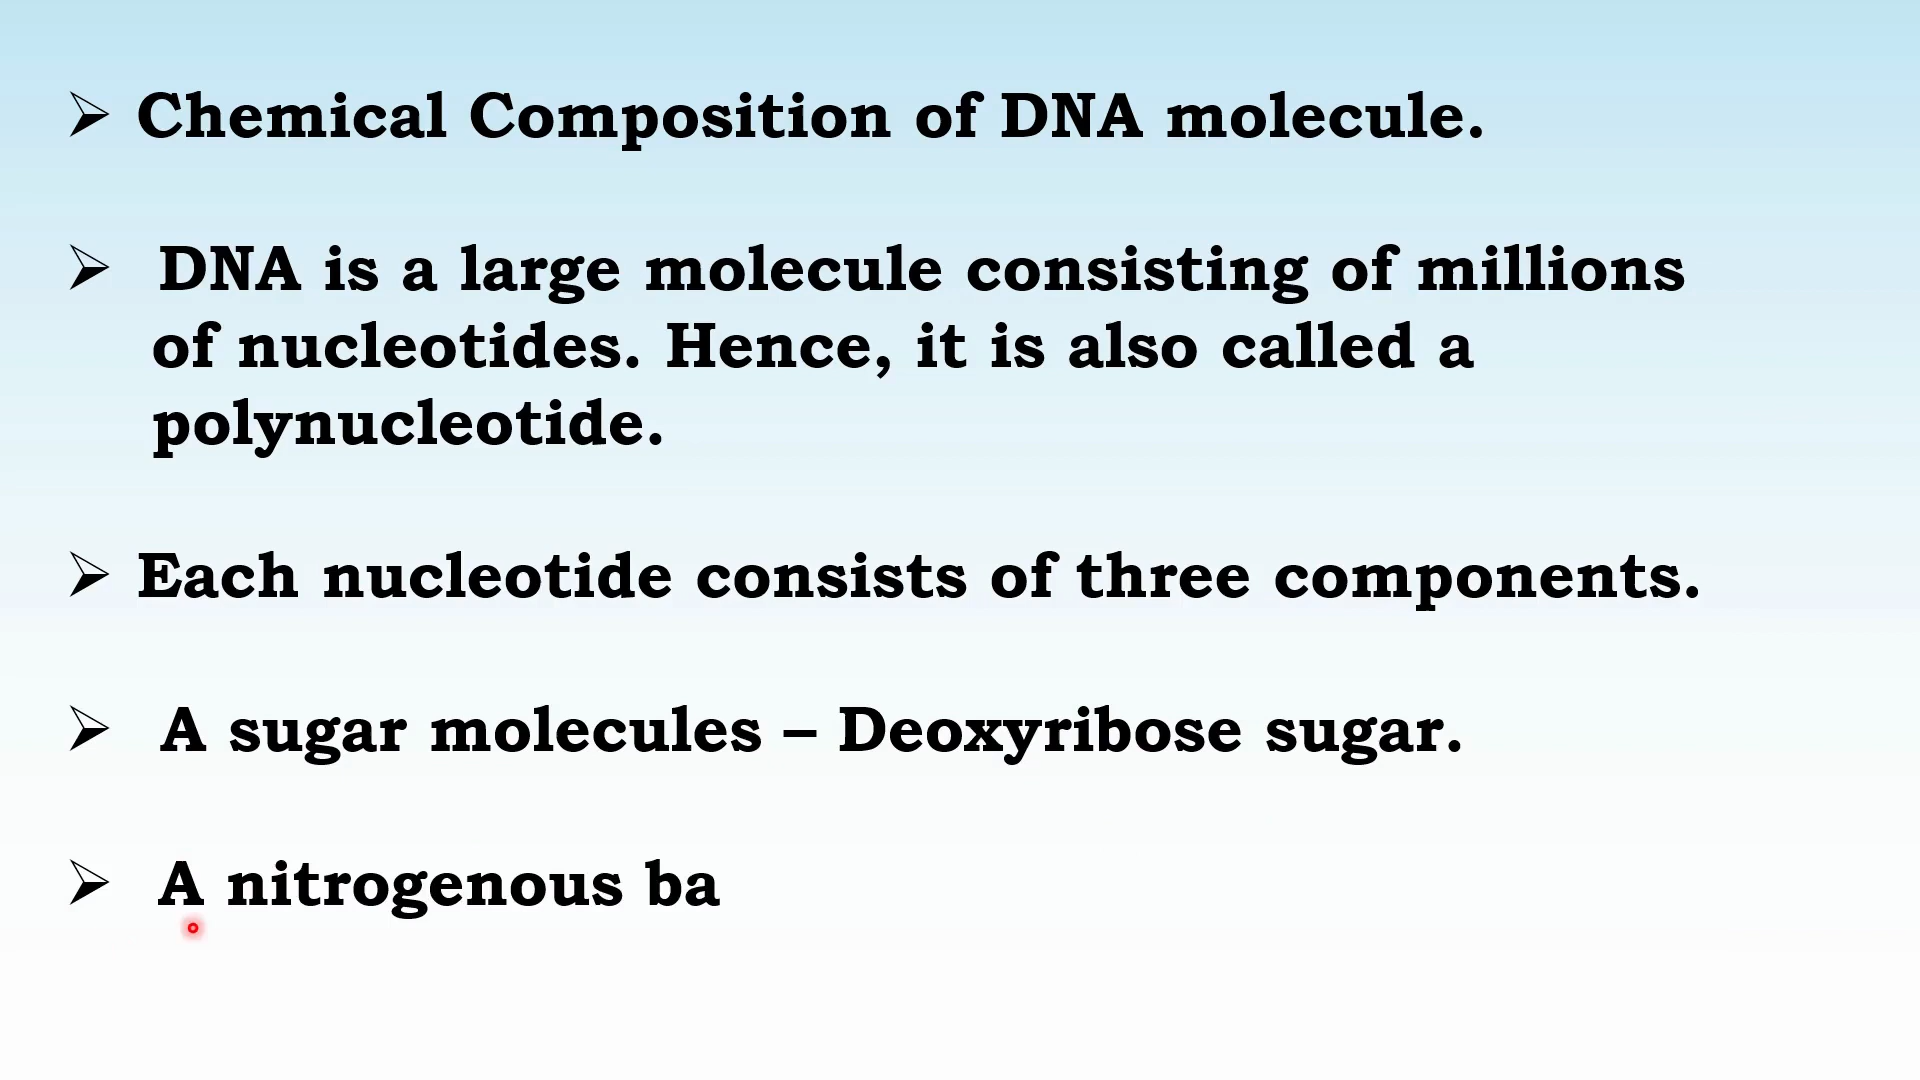 ➢ Chemical Composition of DNA molecule.
➢ DNA is a large molecule consisting of millions
of nucleotides. Hence, it is also called a
polynucleotide.
➢ Each nucleotide consists of three components.
➢ A sugar molecules – Deoxyribose sugar.
➢ A nitrogenous ba